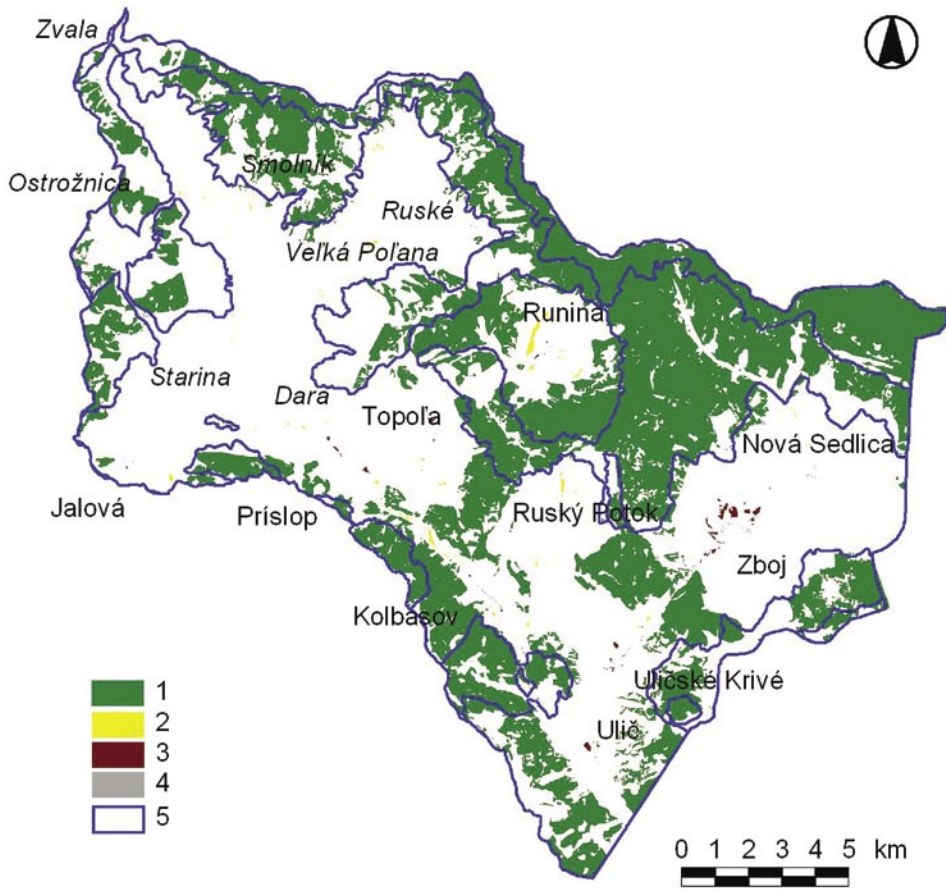 Zvala
Smolník
Ostrožnica
Ruské
Veľká Poľana
Runina
Starina
Dara
Topoľa
Nová Sedlica
Jalová
Príslop
Ruský Potok
Zboj
Kolbasov
Uličské Krivé
Ulič
1
2
3
4
5
0 1 2 3 4 5 km